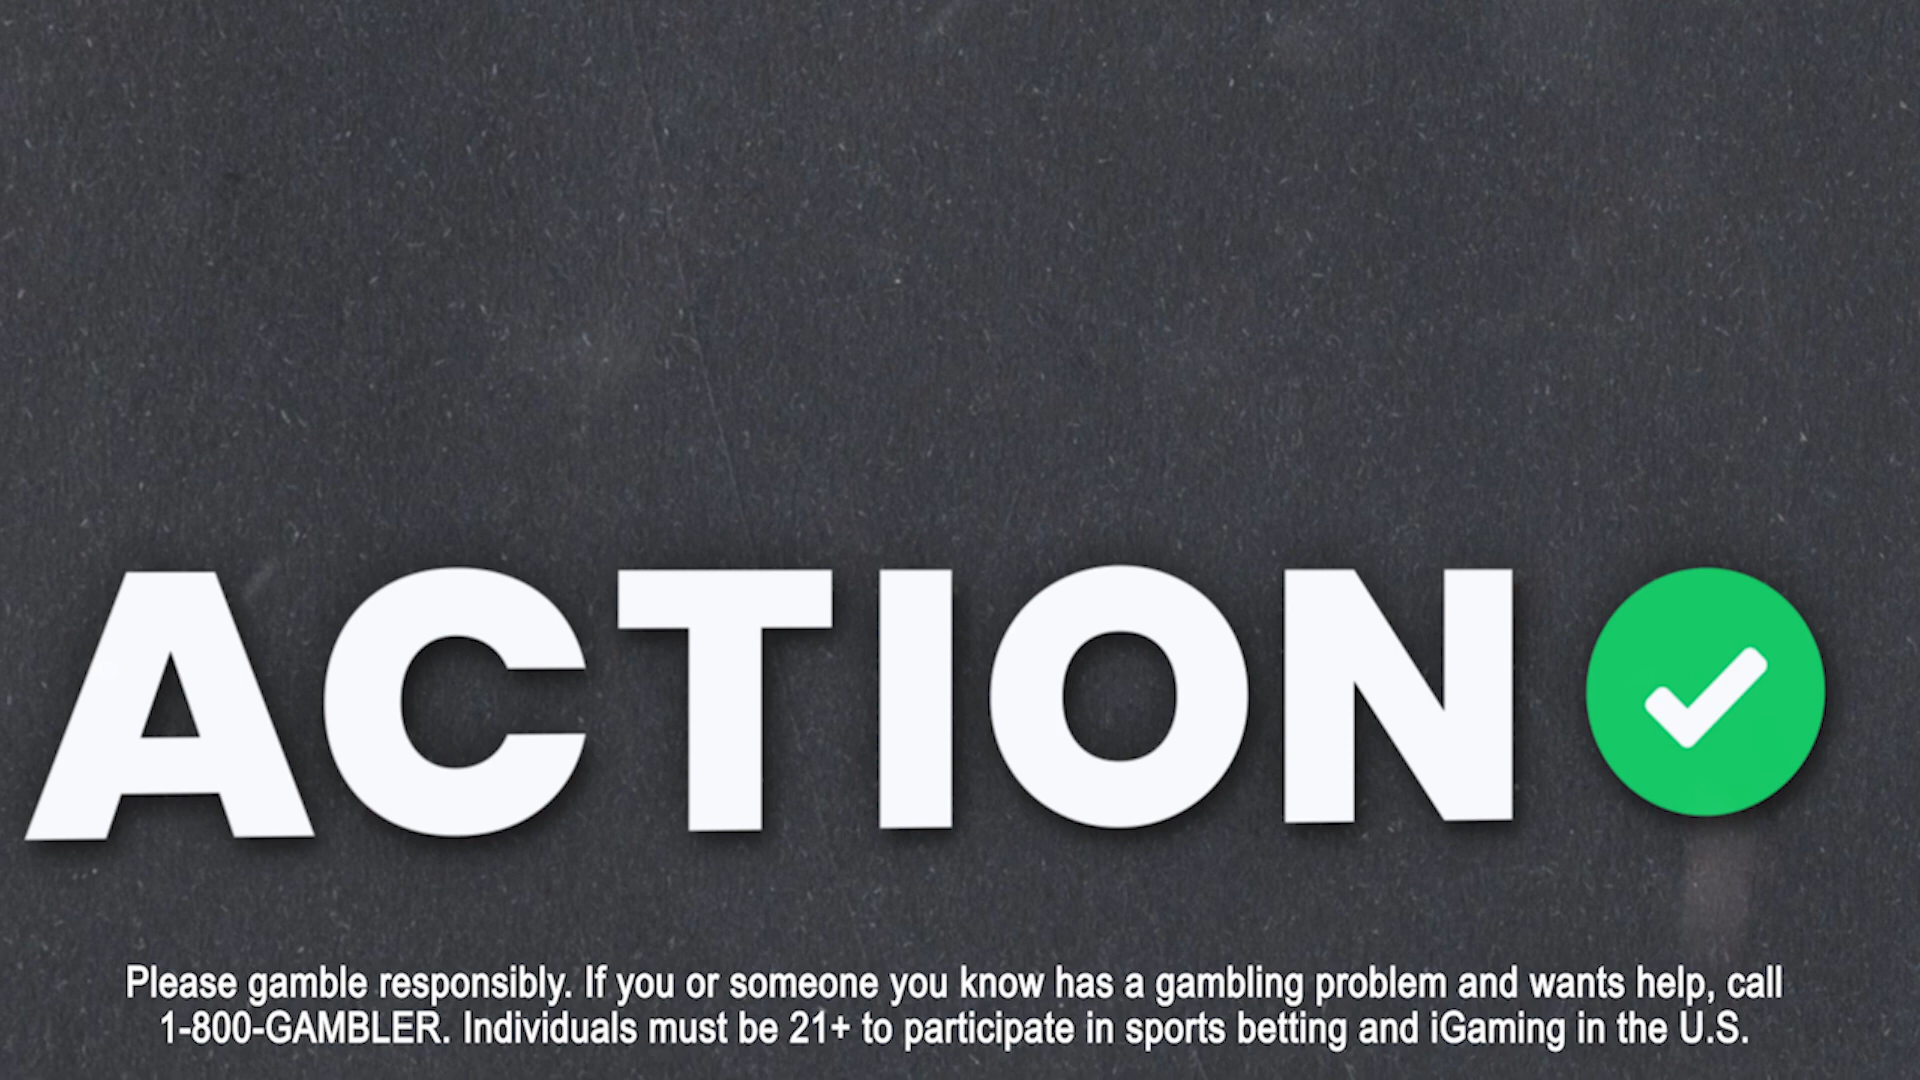 ACTION
Please gamble responsibly. If you or someone you know has a gambling problem and wants help, call
1-800-GAMBLER. Individuals must be 21+ to participate in sports betting and iGaming in the U.S.